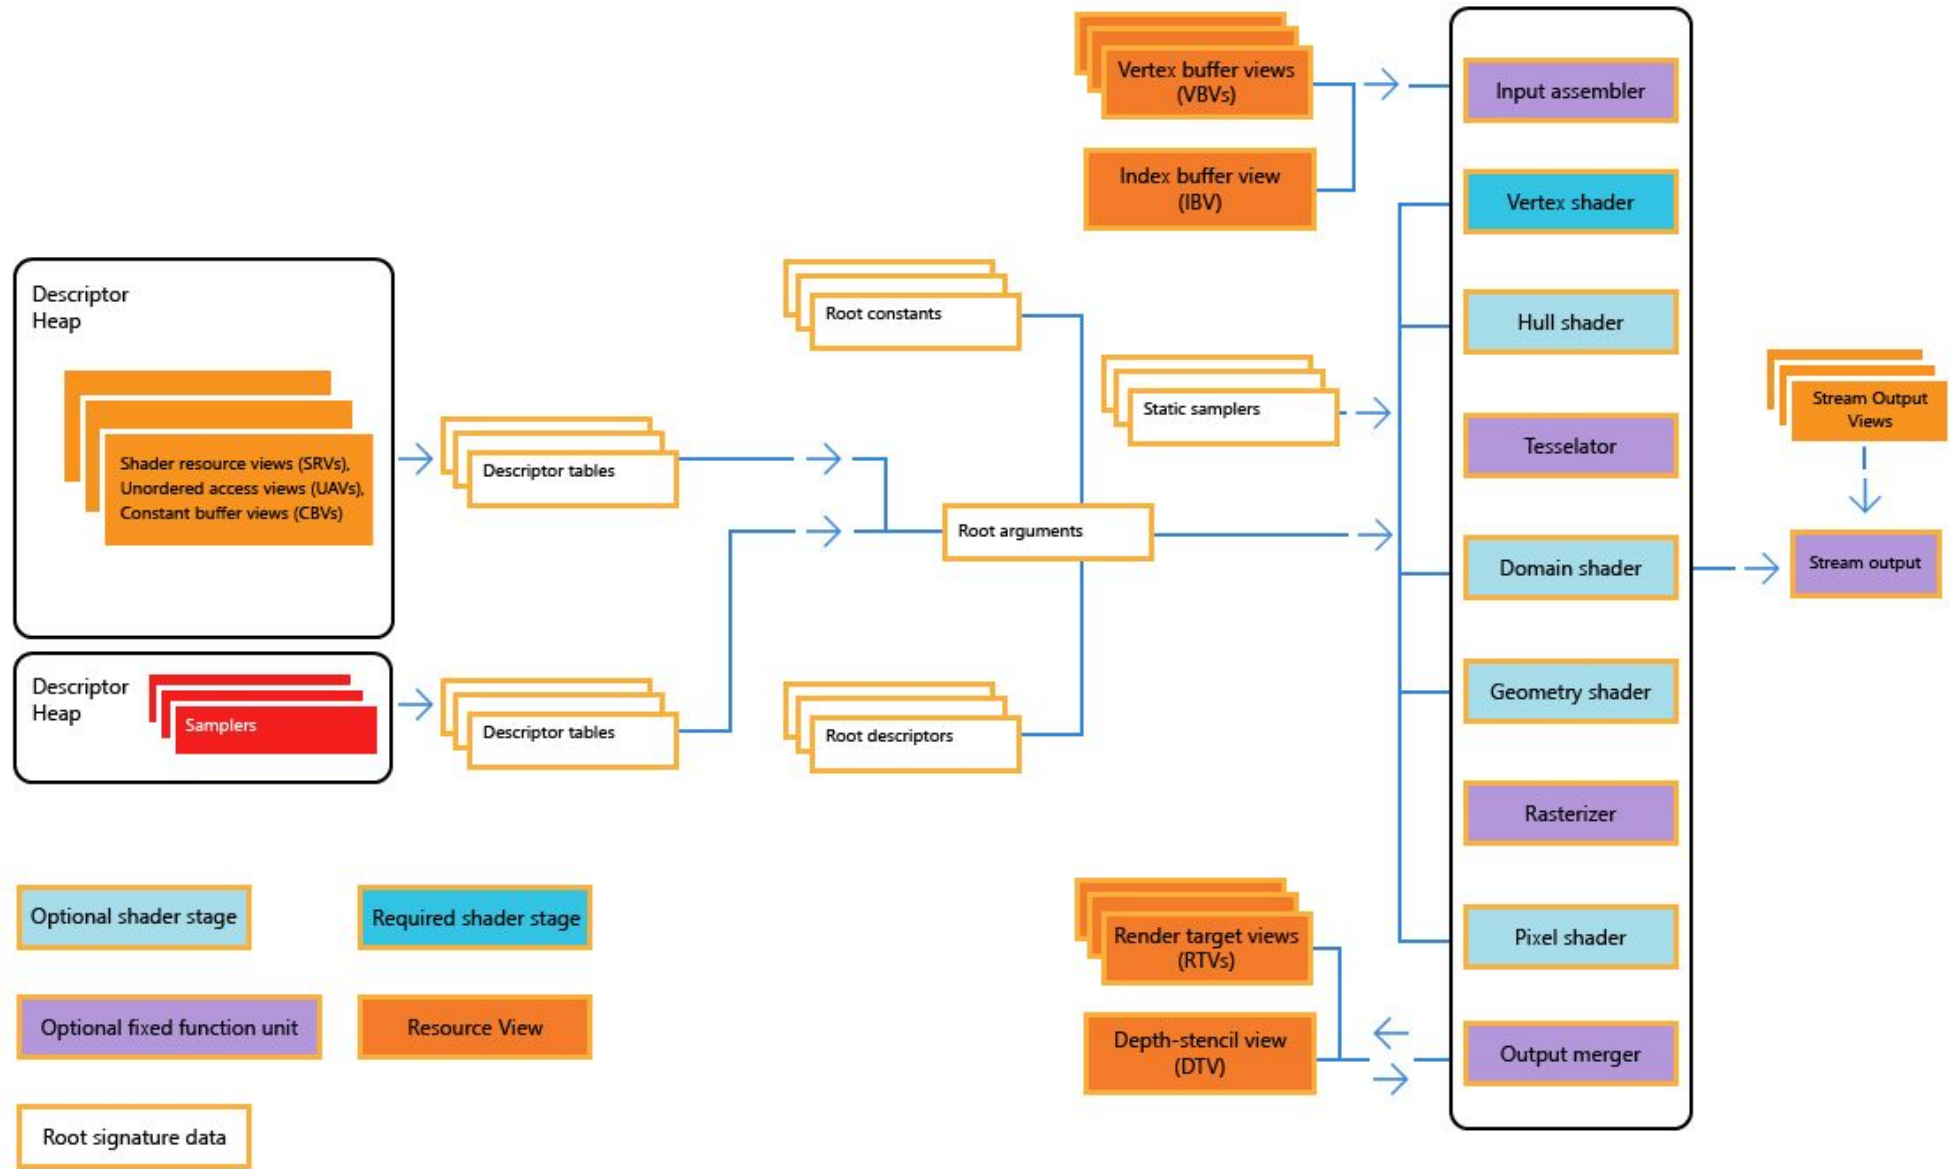 Vertex buffer views
(VBVs)
Index buffer view
(IBV)
Input assembler
Vertex shader
Hull shader
Tesselator
Domain shader
Geometry shader
Rasterizer
Pixel shader
Output merger
Descriptor
Heap
Shader resource views (SRVs),
Unordered access views (UAVs),
Constant buffer views (CBVs)
Descriptor tables
Root constants
Static samplers
Root arguments
Stream Output
Views
Stream output
Descriptor
Heap
Samplers
Descriptor tables
Root descriptors
Render target views
(RTVs)
Depth-stencil view
(DTV)
Optional shader stage
Required shader stage
Optional fixed function unit
Resource View
Root signature data